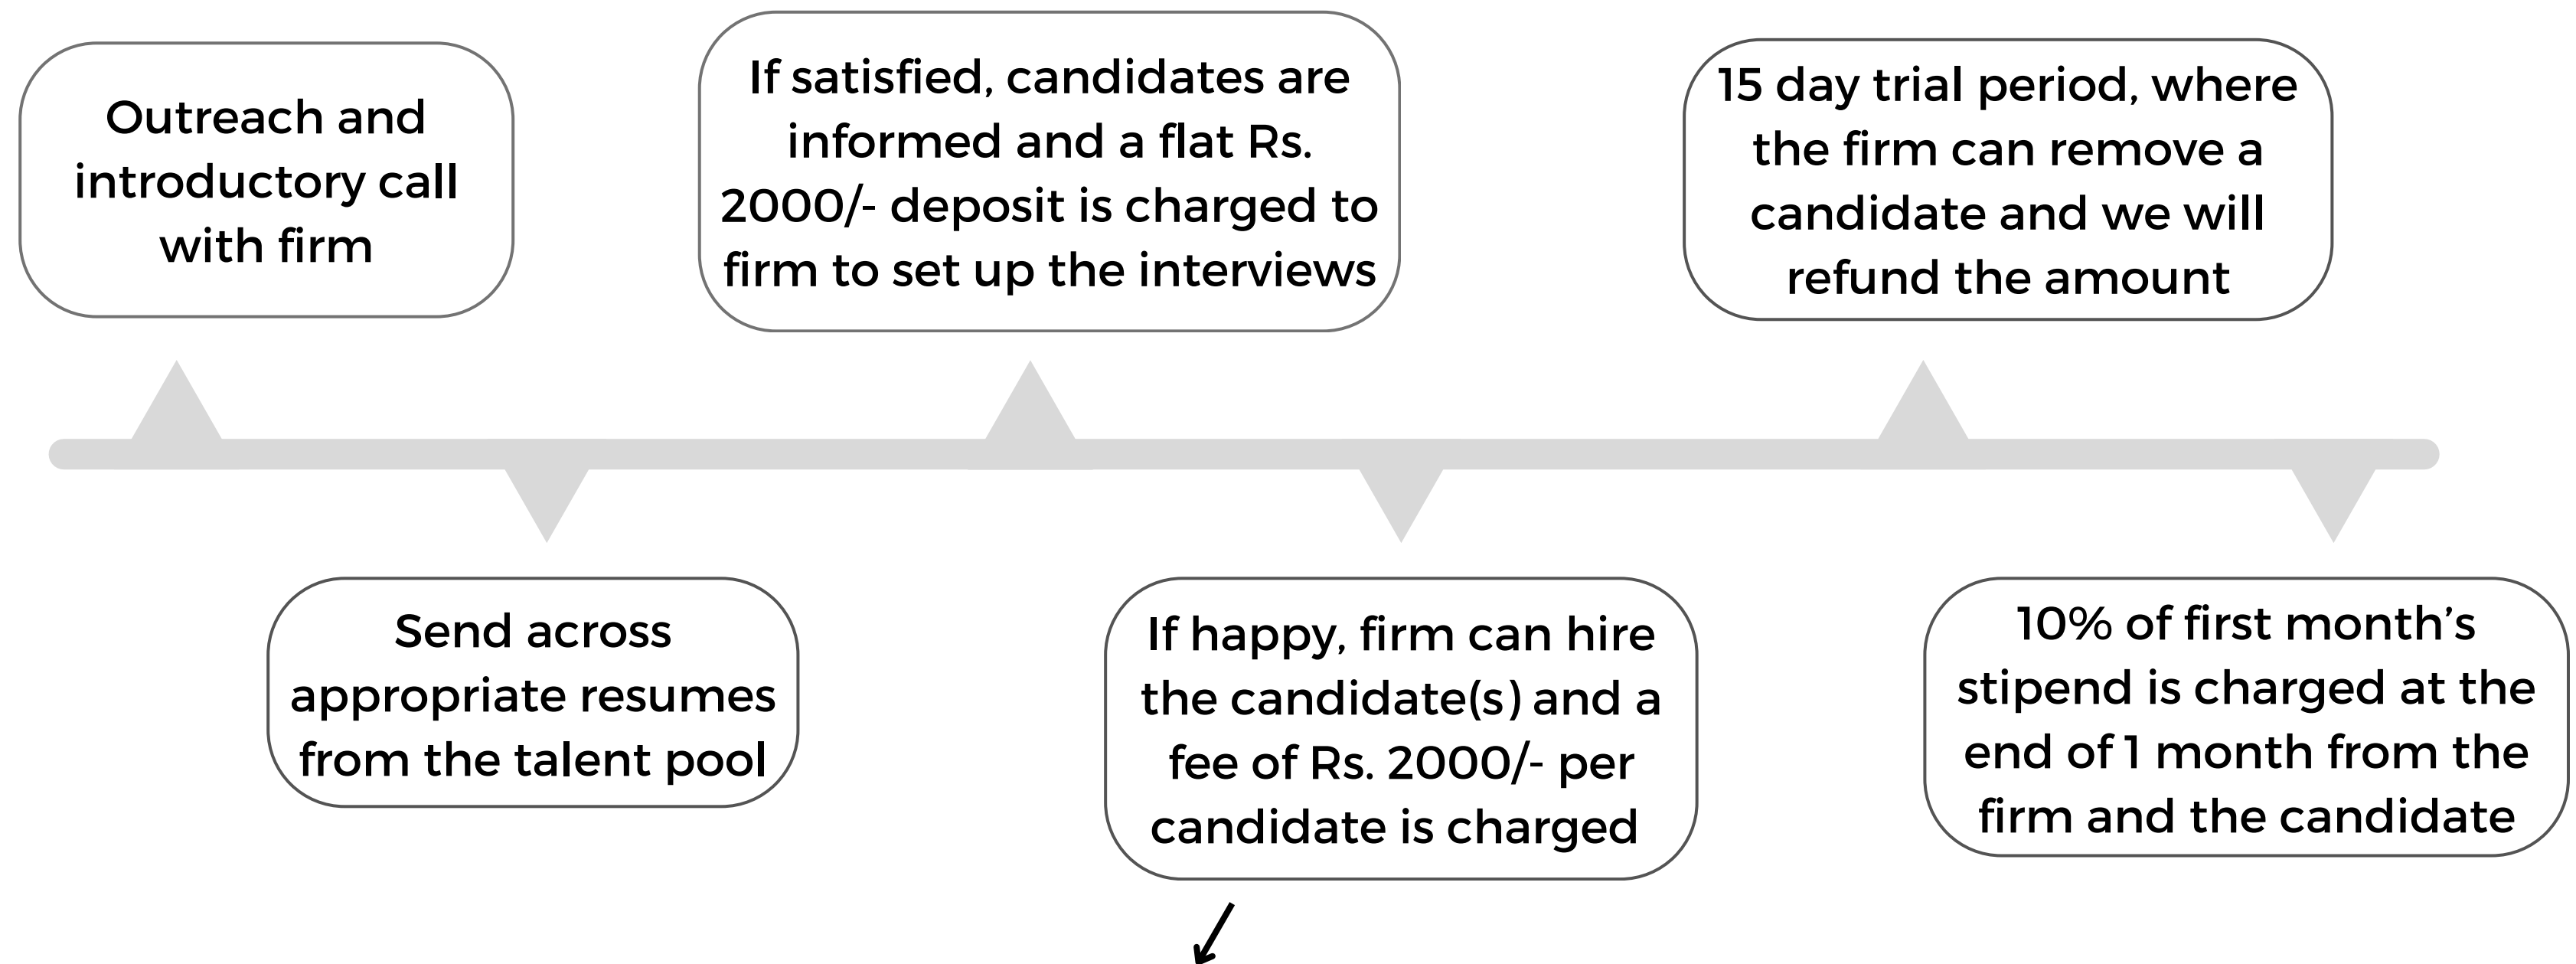 Outreach and
introductory call
with firm
Send across
appropriate resumes
from the talent pool
If satisfied, candidates are
informed and a flat Rs.
2000/- deposit is charged to
firm to set up the interviews
If happy, firm can hire
the candidate(s) and a
fee of Rs. 2000/- per
candidate is charged
15 day trial period, where
the firm can remove a
candidate and we will
refund the amount
10% of first month's
stipend is charged at the
end of 1 month from the
firm and the candidate